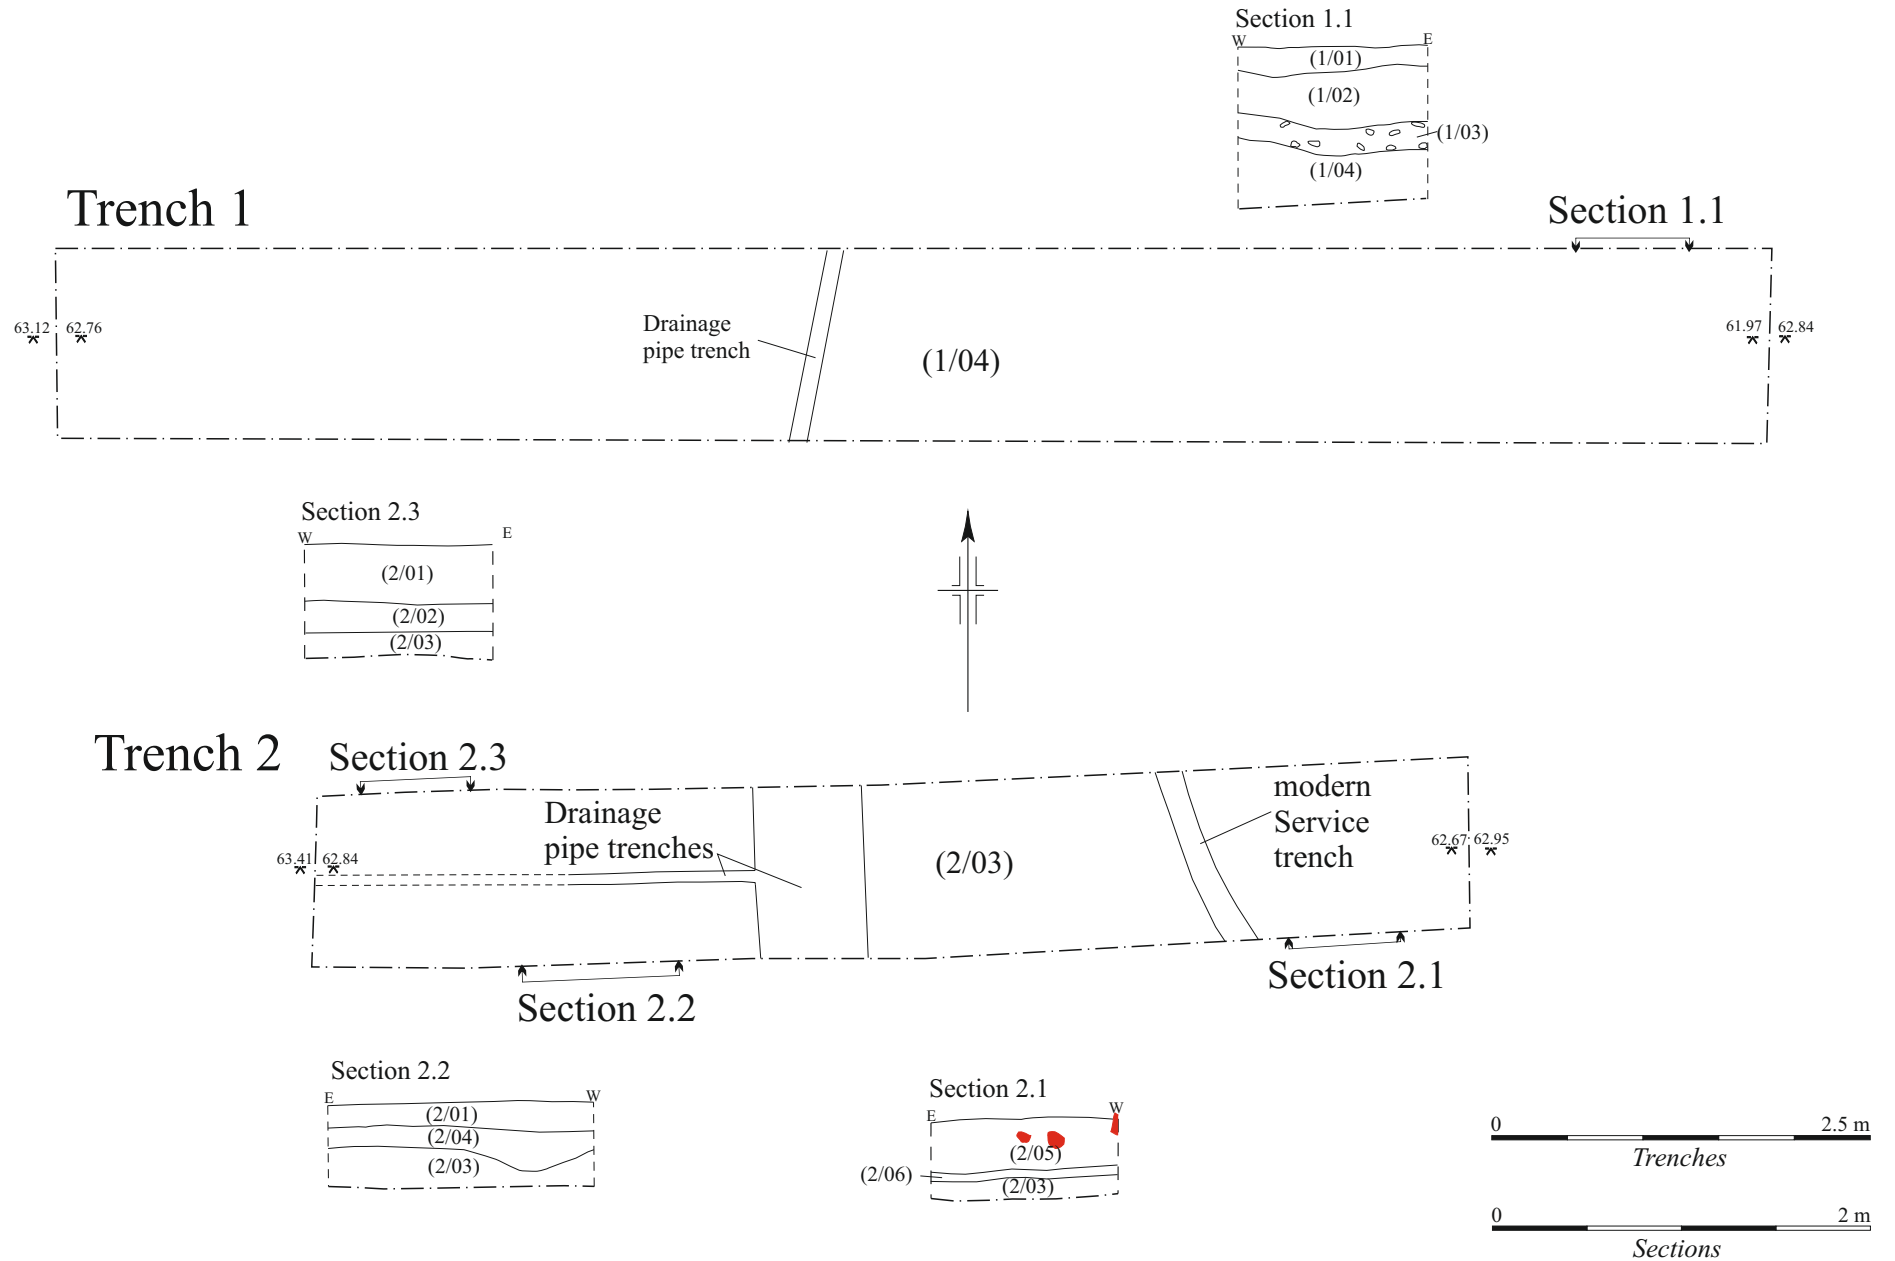 Section 1.1
W E
(1/01)
(1/02)
(1/03)
(1/04)
Trench 1
Section 1.1
63.12 62.76
Drainage
pipe trench
(1/04)
61.97 62.84
Section 2.3
W E
(2/01)
(2/02)
(2/03)
Trench 2
Section 2.3
Drainage
pipe trenches
(2/03)
modern
Service
trench
63.41 62.84
62.67 62.95
Section 2.2
Section 2.1
Section 2.2
E W
(2/01)
(2/04)
(2/03)
Section 2.1
E W
(2/05)
(2/06)
(2/03)
0 2.5 m
Trenches
0 2 m
Sections